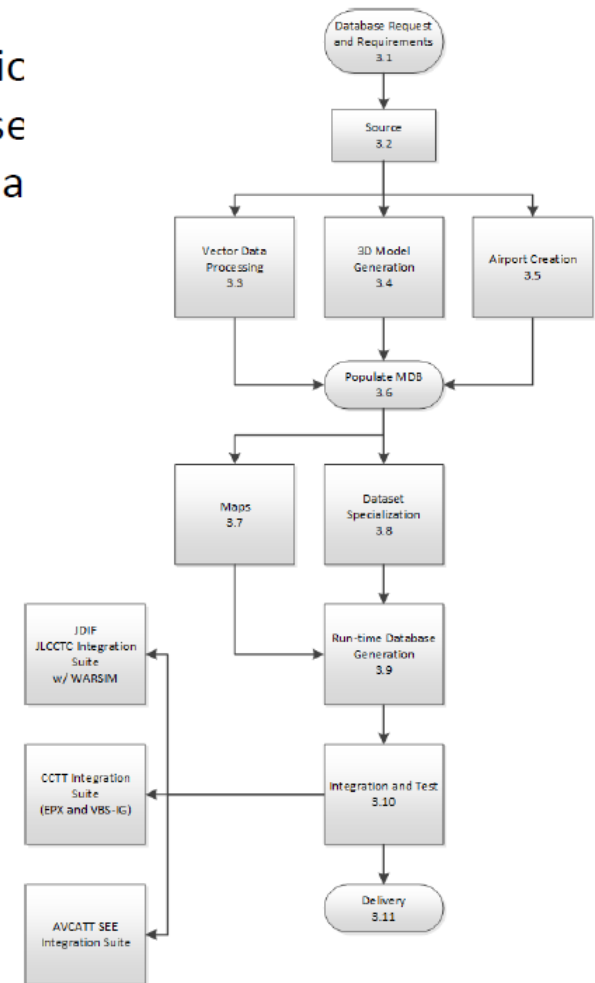 ic
se
a
Database Request
and Requirements
3.1
Source
3.2
Vector Data
Processing
3.3
3D Model
Generation
3.4
Airport Creation
3.5
Populate MDB
3.6
Maps
3.7
Dataset
Specialization
3.8
JDIF
JLCCTC Integration
Suite
w/ WARSIM
Run-time Database
Generation
3.9
CCTT Integration
Suite
(EPX and VBS-IG)
Integration and Test
3.10
AVCATT SEE
Integration Suite
Delivery
3.11